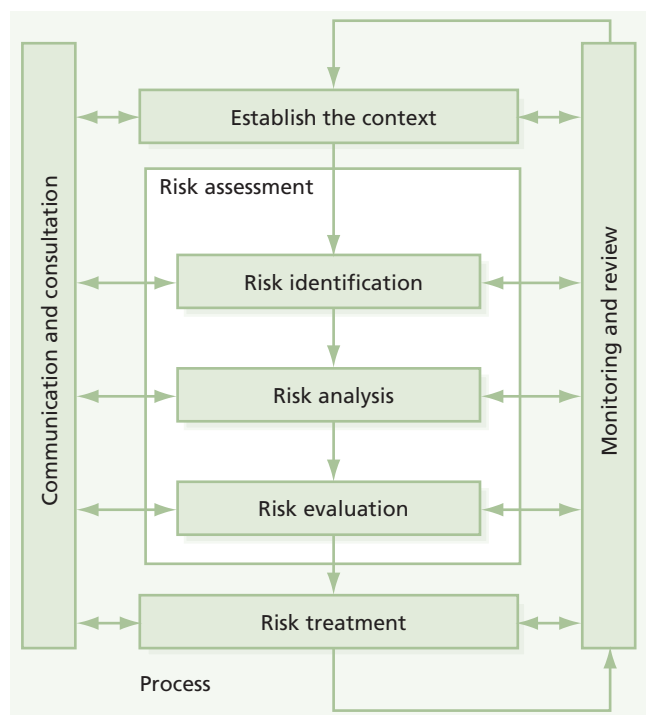 Establish the context
Risk assessment
Communication and consultation
Risk identification
Risk analysis
Risk evaluation
Monitoring and review
Risk treatment
Process